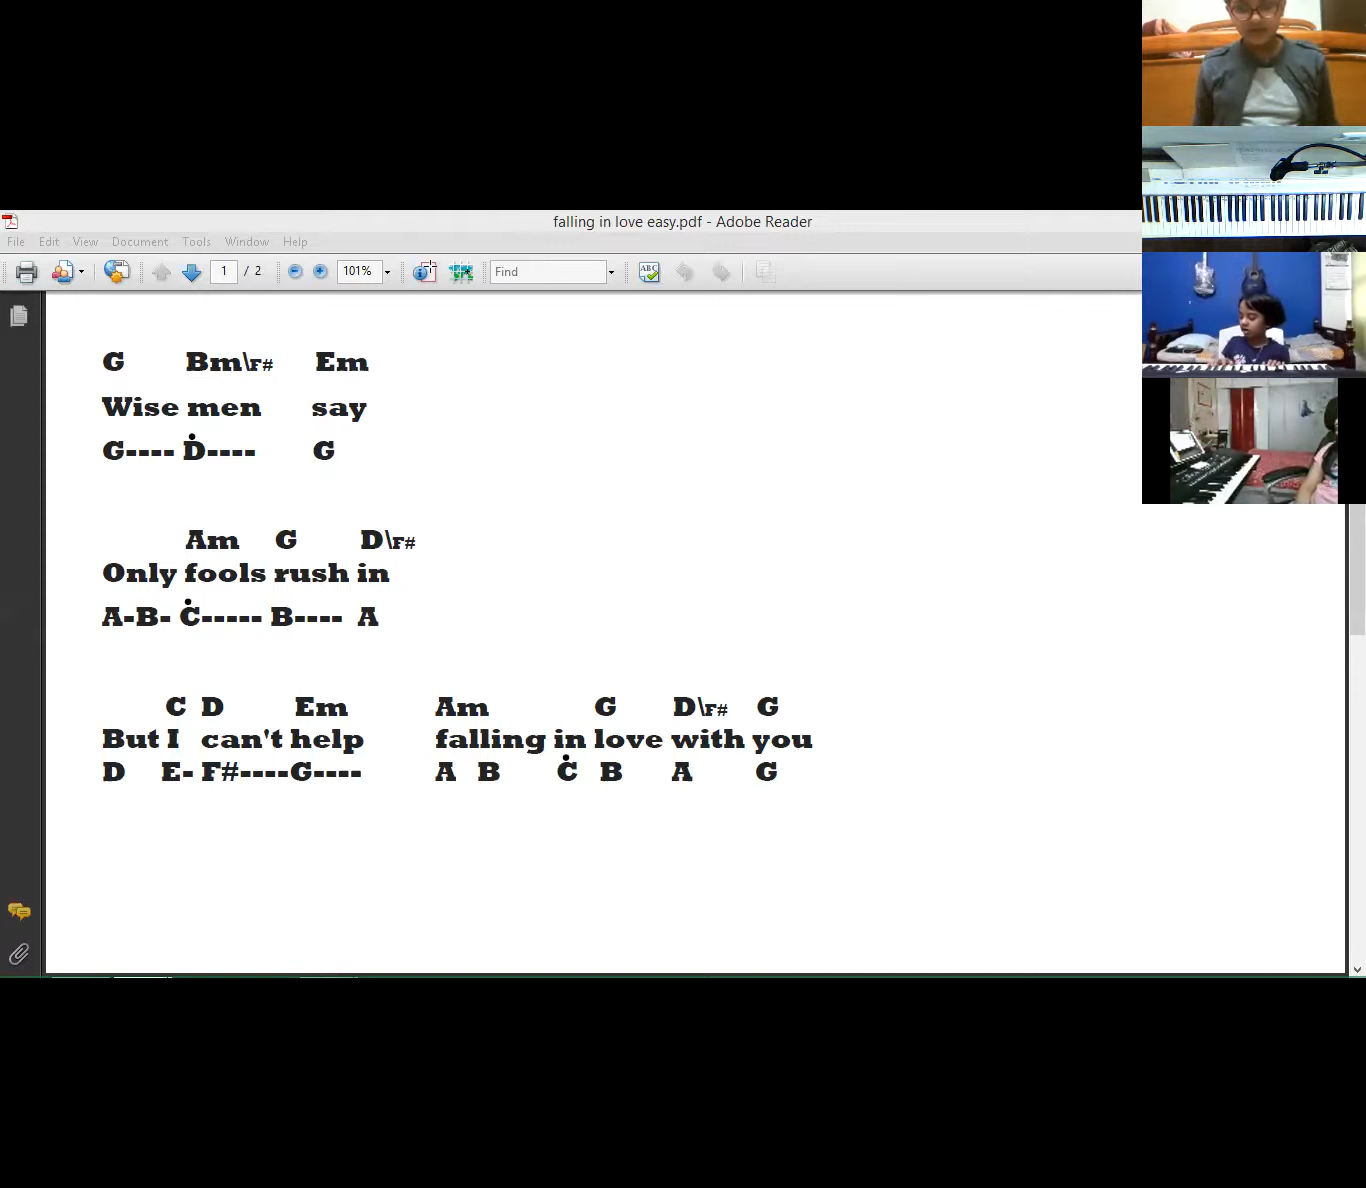 falling in love easy.pdf - Adobe Reader
File Edit View Document Tools Window Help
1 / 2 101% Find
G Bm\F# Em
Wise men say
G---- Ḋ---- G
Am G D\F#
Only fools rush in
A-B- Ċ----- B---- A
C D Em Am G D\F# G
But I can't help falling in love with you
D E- F#----G---- A B Ċ B A G